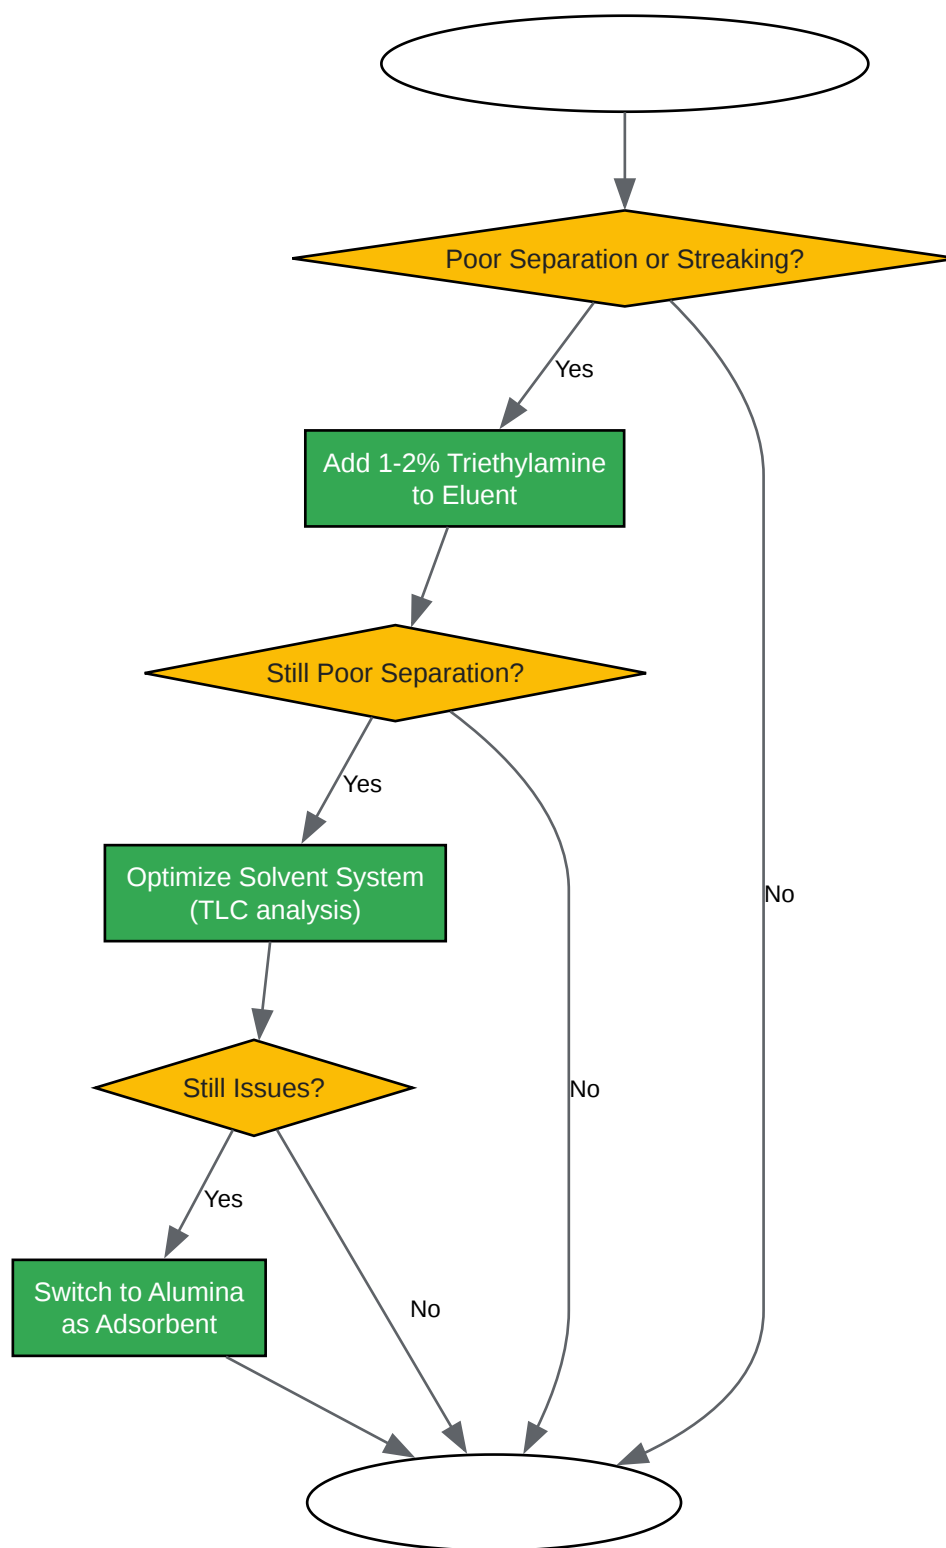 Poor Separation or Streaking?
Yes
Add 1-2% Triethylamine
to Eluent
Still Poor Separation?
Yes
Optimize Solvent System
(TLC analysis)
No
Still Issues?
No
Yes
Switch to Alumina
as Adsorbent
No